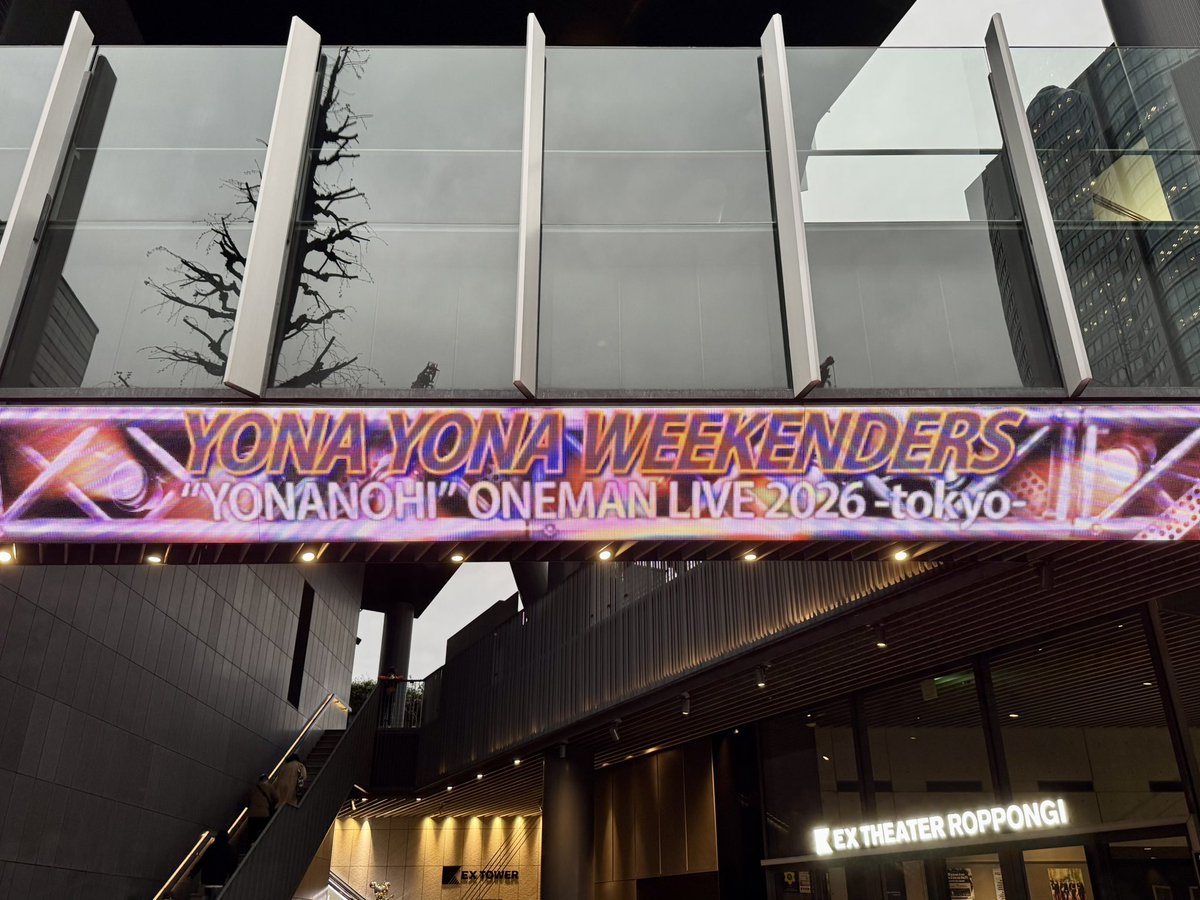 YONA YONA WEEKENDERS
“YONANOHI” ONEMAN LIVE 2026 -tokyo-
EX THEATER ROPPONGI
EX TOWER